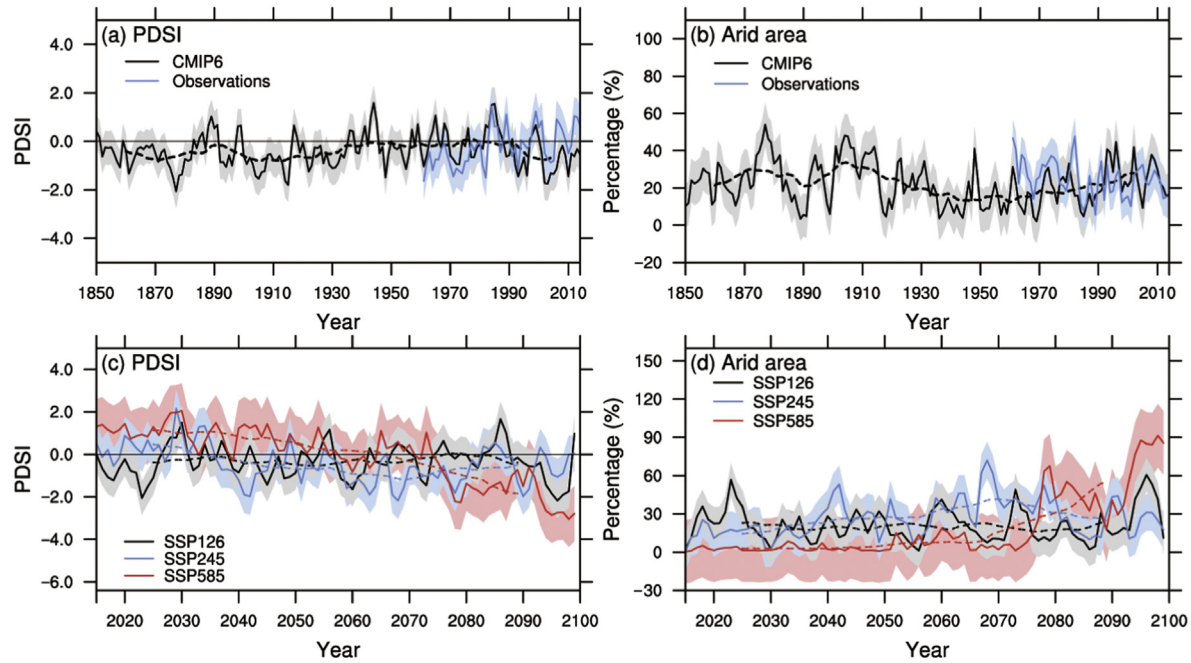 (a) PDSI
CMIP6
Observations
PDSI
4.0
2.0
0.0
−2.0
−4.0
1850 1870 1890 1910 1930 1950 1970 1990 2010
Year
(b) Arid area
CMIP6
Observations
Percentage (%)
100
80
60
40
20
0
−20
1850 1870 1890 1910 1930 1950 1970 1990 2010
Year
(c) PDSI
PDSI
4.0
2.0
0.0
−2.0
−4.0
−6.0
SSP126
SSP245
SSP585
2020 2030 2040 2050 2060 2070 2080 2090 2100
Year
(d) Arid area
SSP126
SSP245
SSP585
Percentage (%)
150
120
90
60
30
0
−30
2020 2030 2040 2050 2060 2070 2080 2090 2100
Year